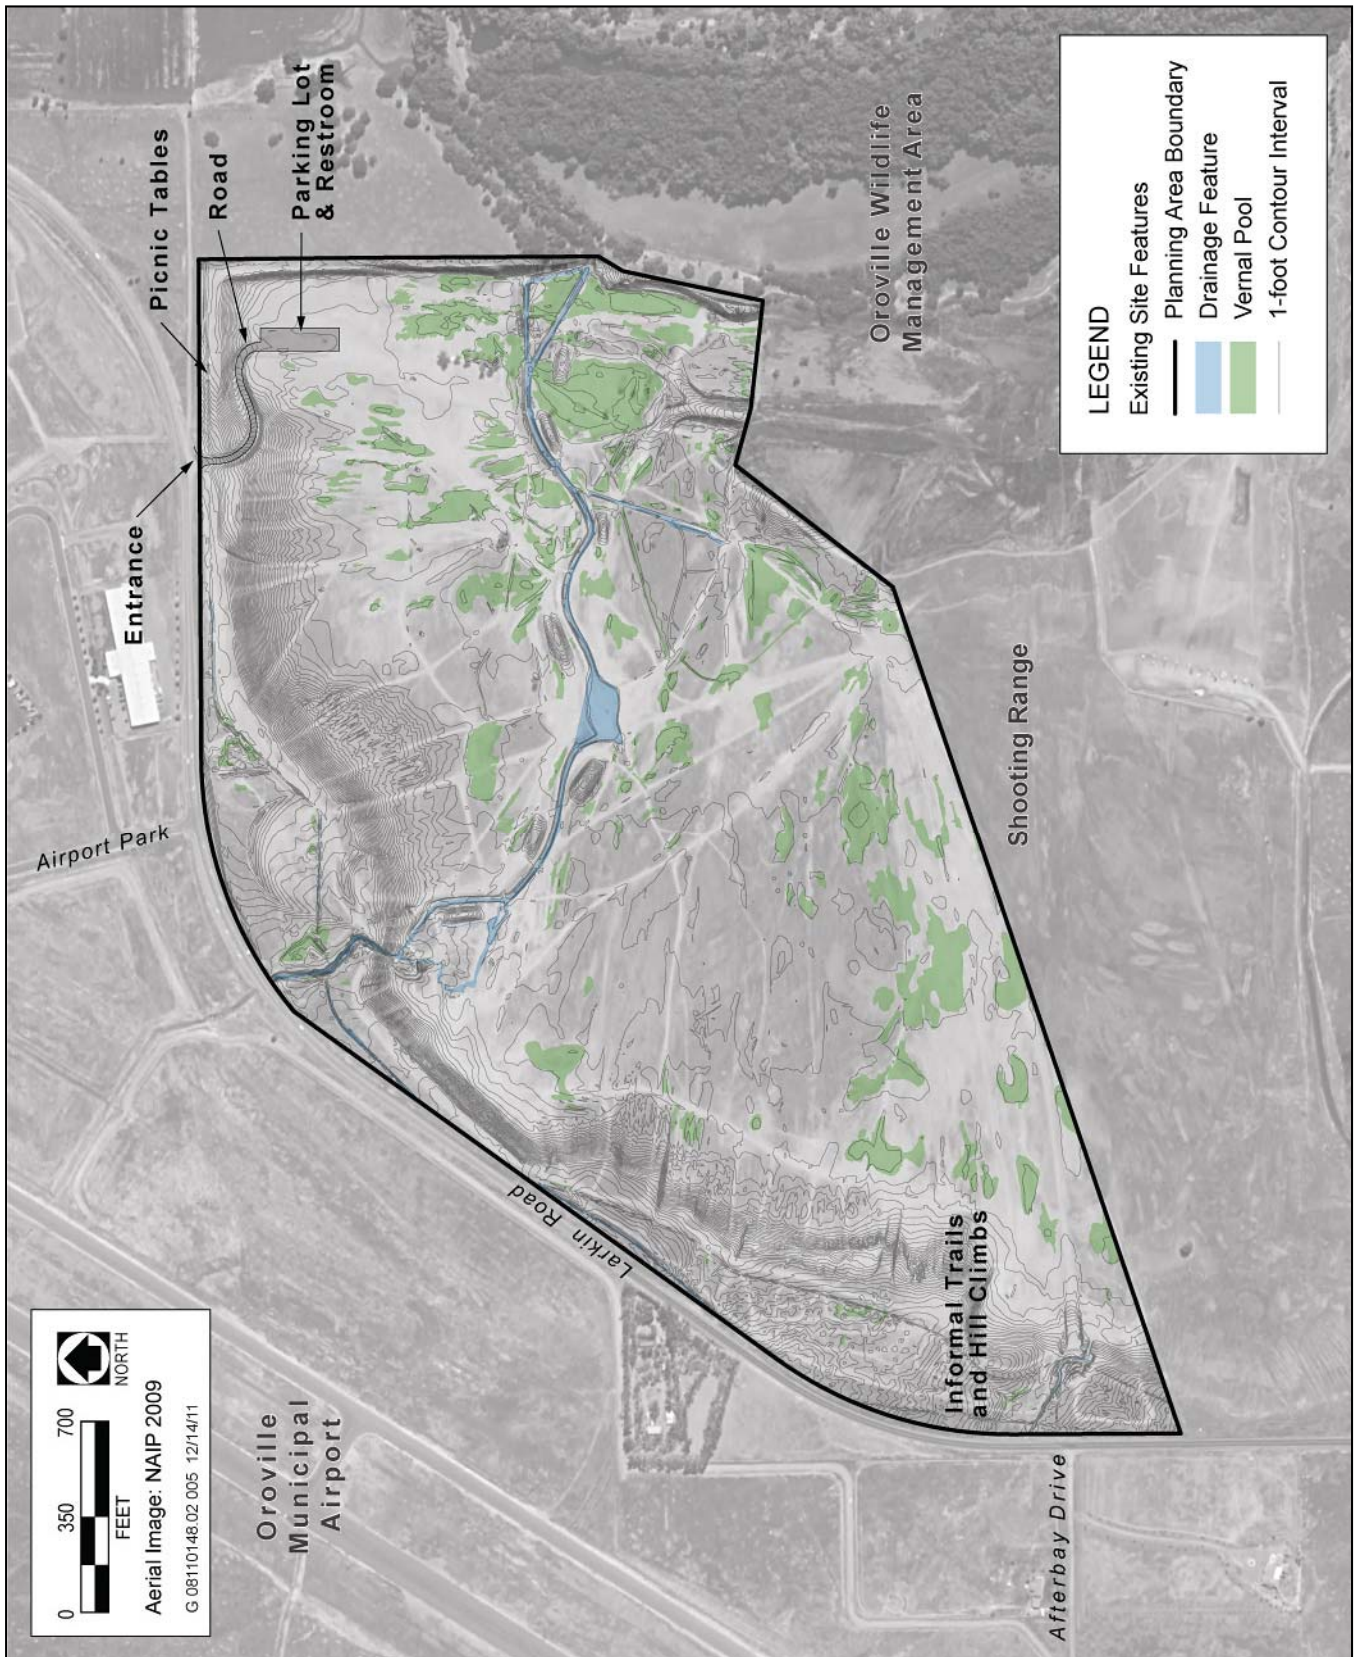 Picnic Tables
Road
Parking Lot
& Restroom
Entrance
Airport Park
Oroville Wildlife
Management Area
LEGEND
Existing Site Features
Planning Area Boundary
Drainage Feature
Vernal Pool
1-foot Contour Interval
Shooting Range
Larkin Road
Informal Trails
and Hill Climbs
Afterbay Drive
Oroville
Municipal
Airport
0 350 700
FEET
NORTH
Aerial Image: NAIP 2009
G 08110148.02 005 12/14/11